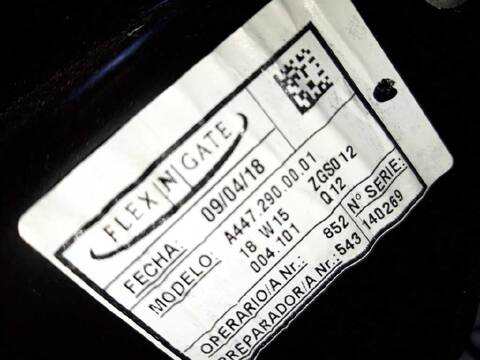 FLEX N GATE
FECHA: 09/04/18
MODELO: A447.290.00.01 ZGS012
18 W15 Q12
004.101
OPERARIO/A Nr.: 852 Nº SERIE:
PREPARADOR/A Nr.: 543 140269